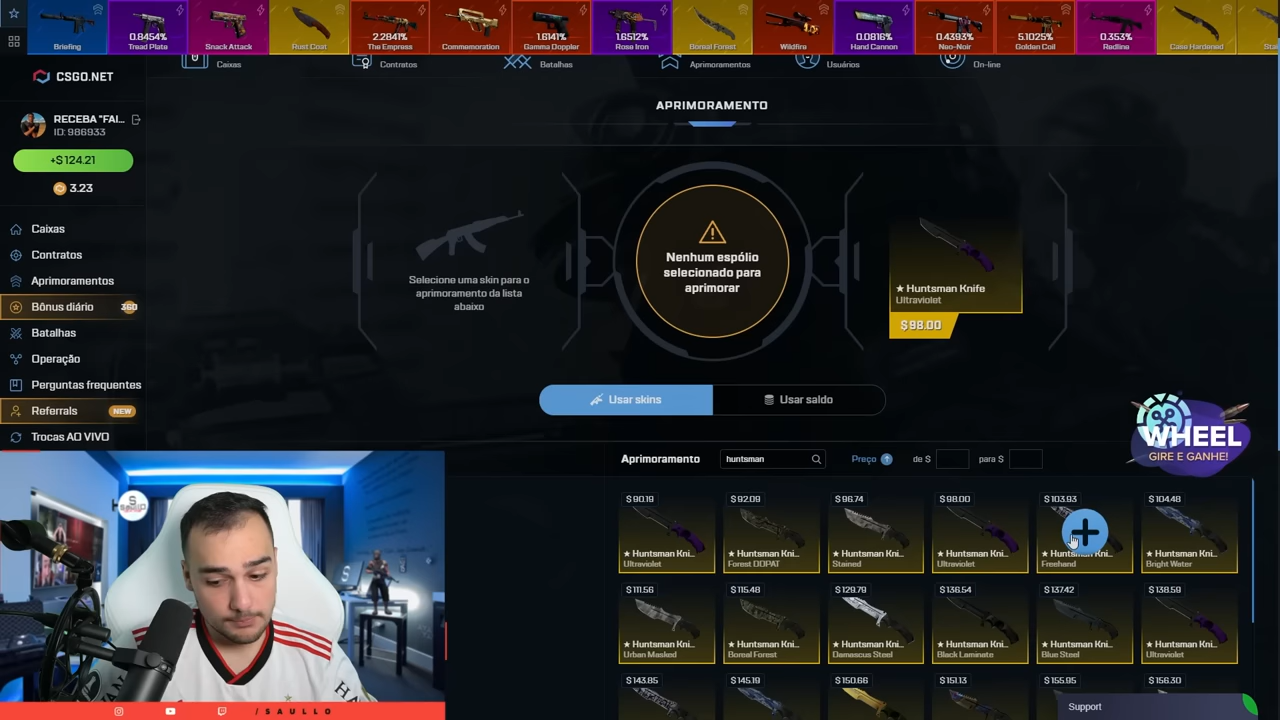 Briefing
0.8454%
Tread Plate
Snack Attack
Rust Coat
2.2841%
The Empress
Commemoration
1.6141%
Gamma Doppler
1.6512%
Rose Iron
Boreal Forest
Wildfire
0.0816%
Hand Cannon
0.4393%
Neo-Noir
5.1025%
Golden Coil
0.353%
Redline
Case Hardened
CSGO.NET
Caixas
Contratos
Batalhas
Aprimoramentos
Usuários
On-line
RECEBA "FAI...
ID: 986933
+$ 124.21
3.23
Caixas
Contratos
Aprimoramentos
Bônus diário
360
Batalhas
Operação
Perguntas frequentes
Referrals
NEW
Trocas AO VIVO
APRIMORAMENTO
Selecione uma skin para o
aprimoramento da lista
abaixo
Nenhum espólio
selecionado para
aprimorar
★ Huntsman Knife
Ultraviolet
$ 98.00
Usar skins
Usar saldo
WHEEL
GIRE E GANHE!
Aprimoramento
huntsman
Preço
de $
para $
$ 90.19
★ Huntsman Kni...
Ultraviolet
$ 92.09
★ Huntsman Kni...
Forest DDPAT
$ 96.74
★ Huntsman Kni...
Stained
$ 98.00
★ Huntsman Kni...
Ultraviolet
$ 103.93
★ Huntsman Kni...
Freehand
$ 104.48
★ Huntsman Kni...
Bright Water
$ 111.56
★ Huntsman Kni...
Urban Masked
$ 115.48
★ Huntsman Kni...
Boreal Forest
$ 129.79
★ Huntsman Kni...
Damascus Steel
$ 136.54
★ Huntsman Kni...
Black Laminate
$ 137.42
★ Huntsman Kni...
Blue Steel
$ 138.59
★ Huntsman Kni...
Ultraviolet
$ 143.85
$ 145.19
$ 150.66
$ 151.13
$ 155.95
$ 156.30
Support
/SAULLO